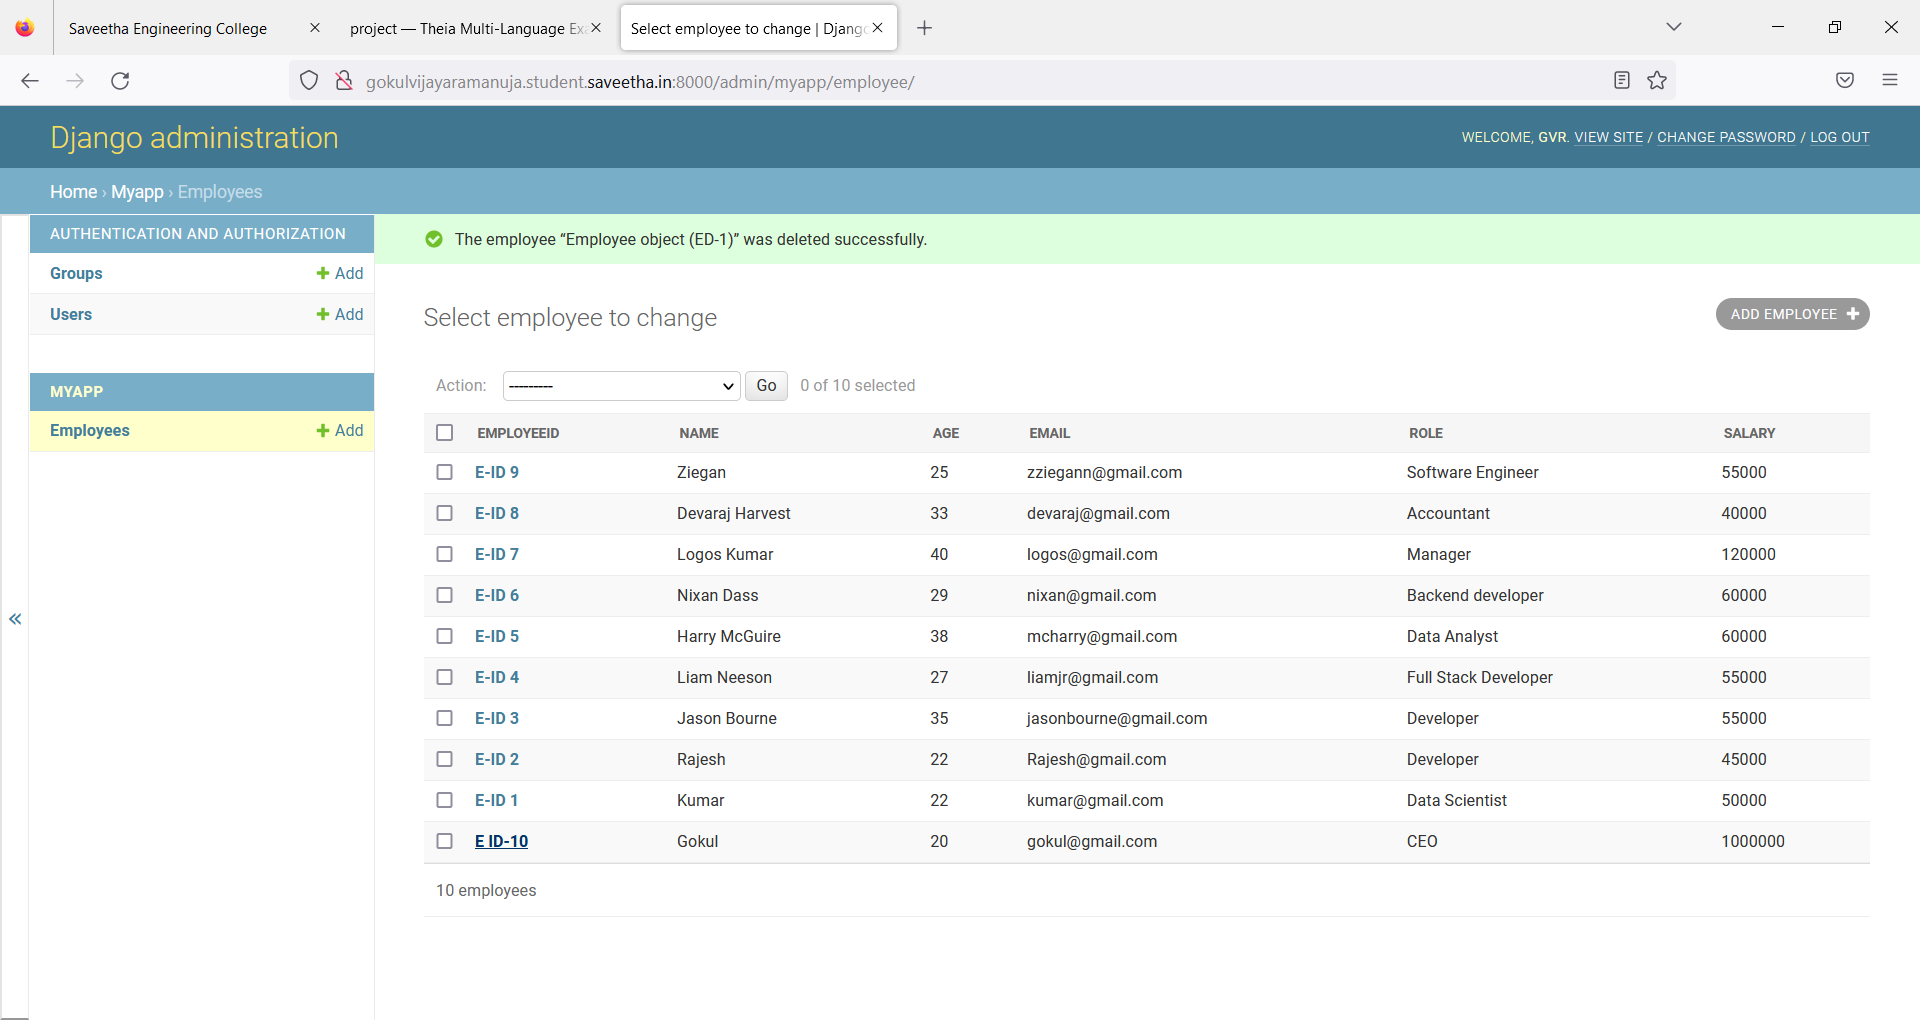 Saveetha Engineering College
project — Theia Multi-Language Exa
Select employee to change | Django
gokulvijayaramanuja.student.saveetha.in:8000/admin/myapp/employee/
Django administration
WELCOME, GVR. VIEW SITE / CHANGE PASSWORD / LOG OUT
Home › Myapp › Employees
AUTHENTICATION AND AUTHORIZATION
Groups Add
Users Add
MYAPP
Employees Add
The employee “Employee object (ED-1)” was deleted successfully.
Select employee to change
ADD EMPLOYEE
Action: --------- Go 0 of 10 selected
EMPLOYEEID NAME AGE EMAIL ROLE SALARY
E-ID 9 Ziegan 25 zziegann@gmail.com Software Engineer 55000
E-ID 8 Devaraj Harvest 33 devaraj@gmail.com Accountant 40000
E-ID 7 Logos Kumar 40 logos@gmail.com Manager 120000
E-ID 6 Nixan Dass 29 nixan@gmail.com Backend developer 60000
E-ID 5 Harry McGuire 38 mcharry@gmail.com Data Analyst 60000
E-ID 4 Liam Neeson 27 liamjr@gmail.com Full Stack Developer 55000
E-ID 3 Jason Bourne 35 jasonbourne@gmail.com Developer 55000
E-ID 2 Rajesh 22 Rajesh@gmail.com Developer 45000
E-ID 1 Kumar 22 kumar@gmail.com Data Scientist 50000
E ID-10 Gokul 20 gokul@gmail.com CEO 1000000
10 employees